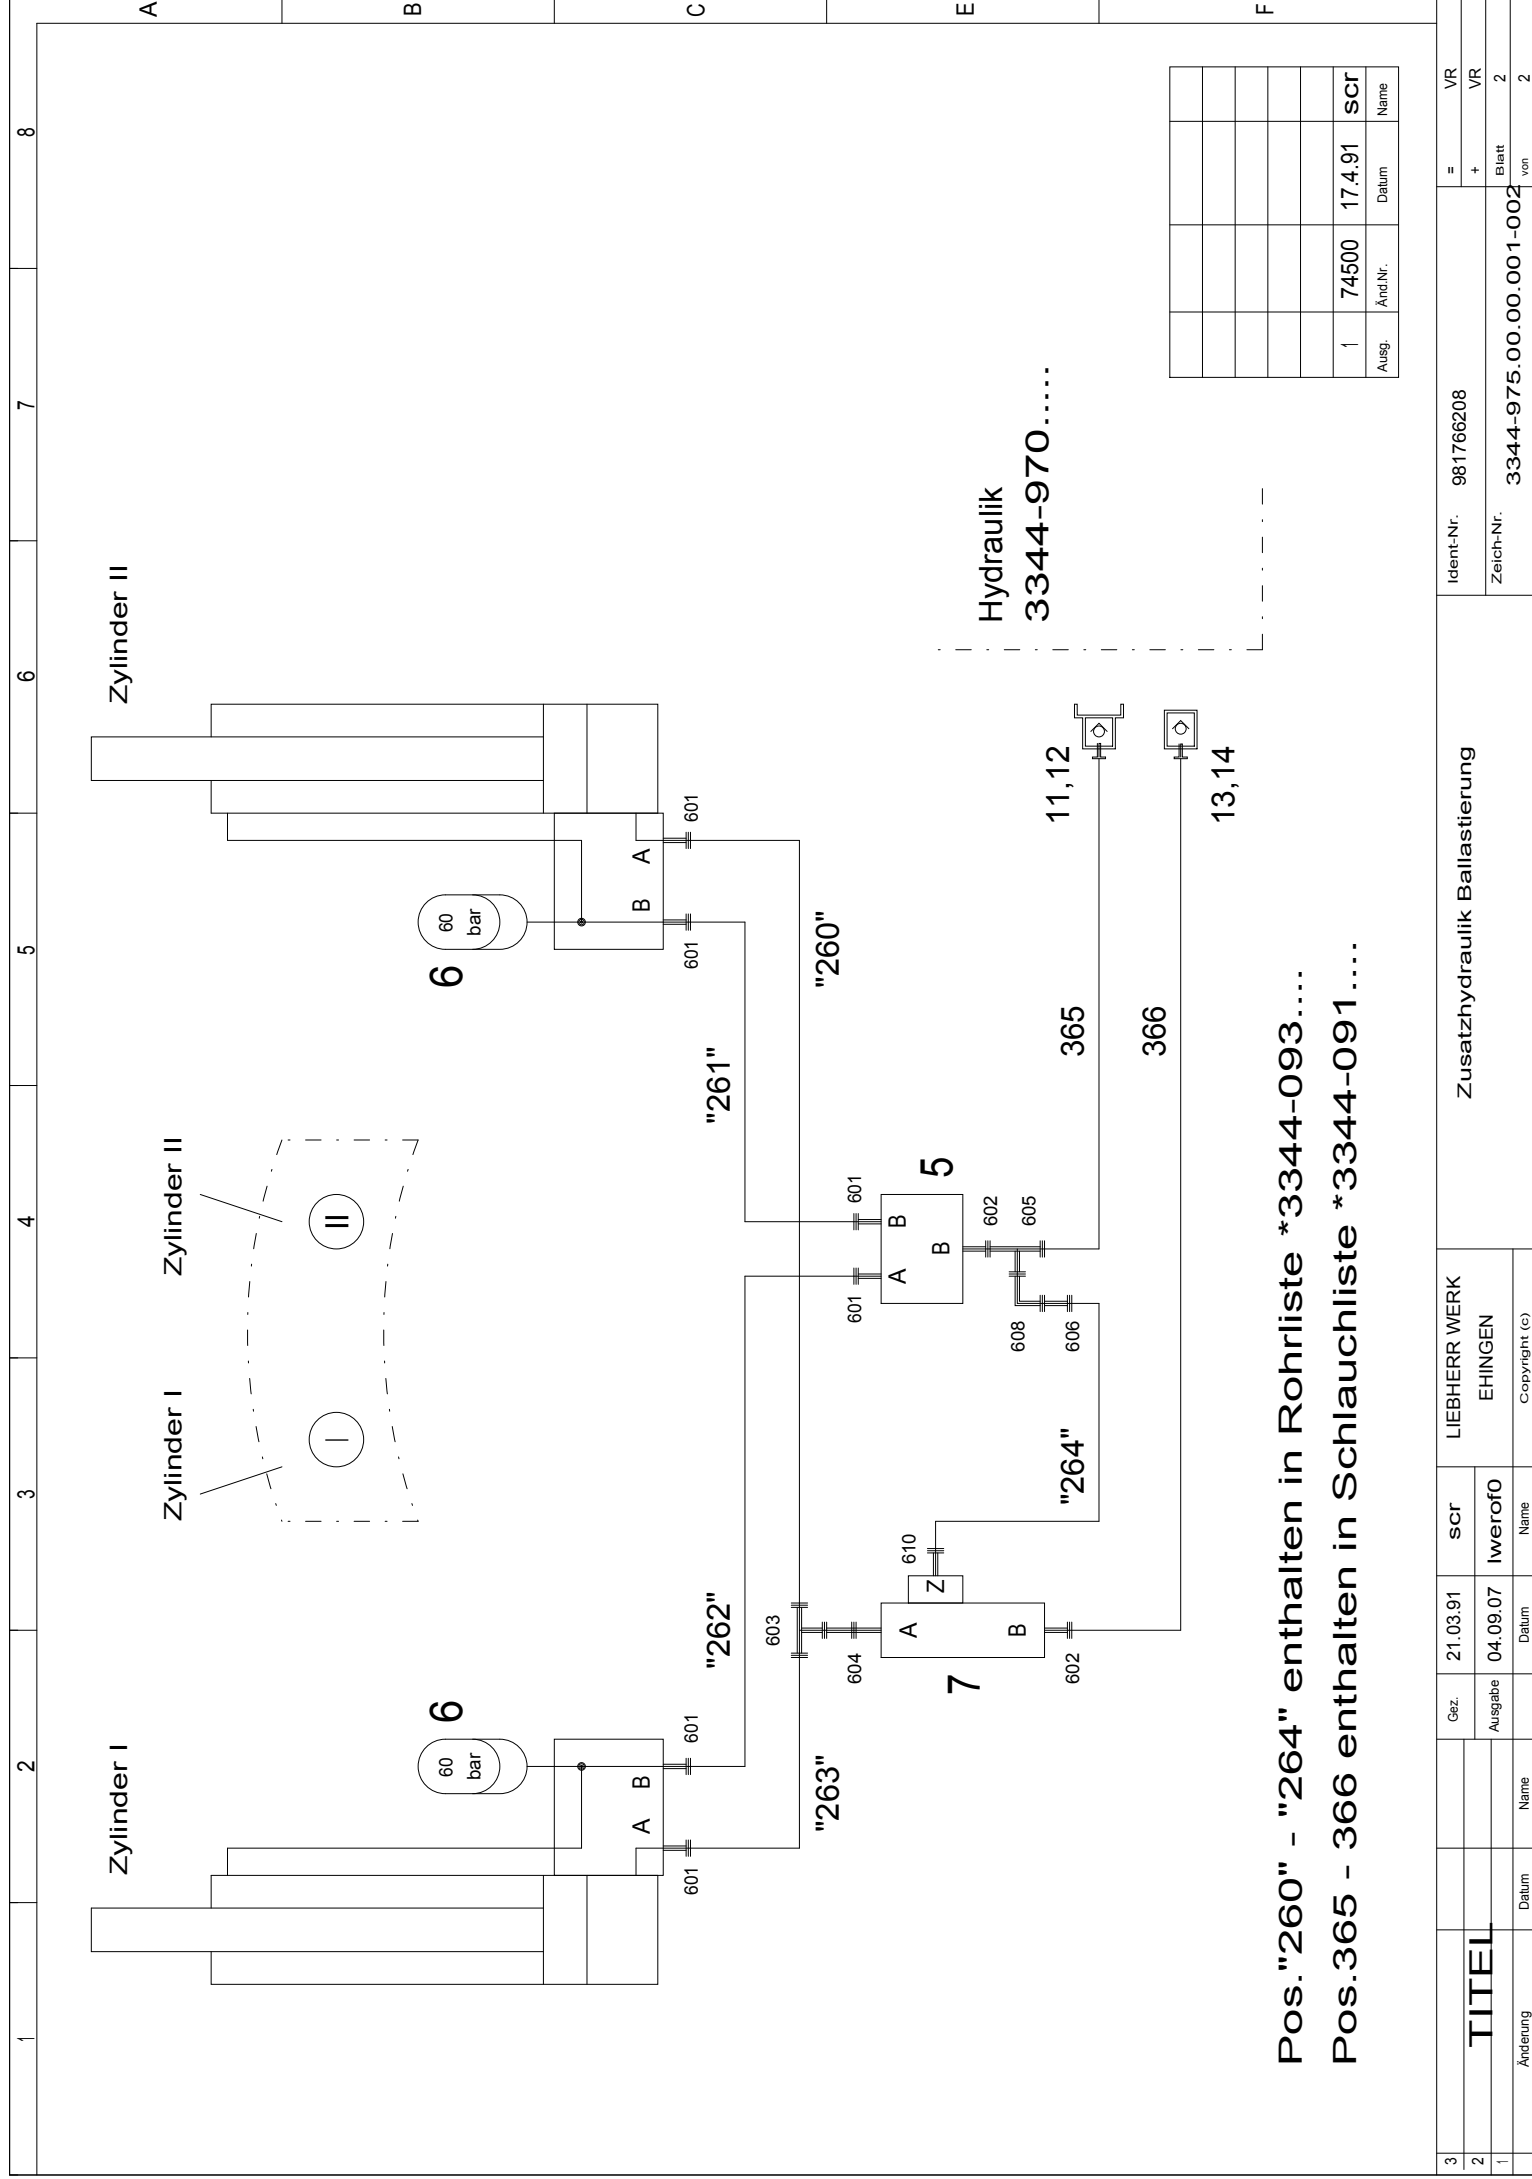 1
2
3
4
5
6
7
8
A
B
C
E
F
Zylinder I
Zylinder II
Zylinder I
Zylinder II
I
II
60
bar
6
60
bar
6
A
B
601
601
B
A
601
601
"263"
"262"
"261"
"260"
603
604
601
601
A
B
B
5
602
605
608
606
7
A
B
Z
610
602
"264"
365
366
11,12
13,14
Hydraulik
3344-970.....
Pos."260" - "264" enthalten in Rohrliste *3344-093....
Pos.365 - 366 enthalten in Schlauchliste *3344-091....
1 74500 17.4.91 scr
Ausg. Änd.Nr. Datum Name
3
2
1
TITEL
Änderung Datum Name
Gez. 21.03.91 scr
Ausgabe 04.09.07 lwerof0
Datum Name
LIEBHERR WERK
EHINGEN
Copyright (c)
Zusatzhydraulik Ballastierung
Ident-Nr. 981766208
Zeich-Nr.
3344-975.00.00.001-002
= VR
+ VR
Blatt 2
von 2